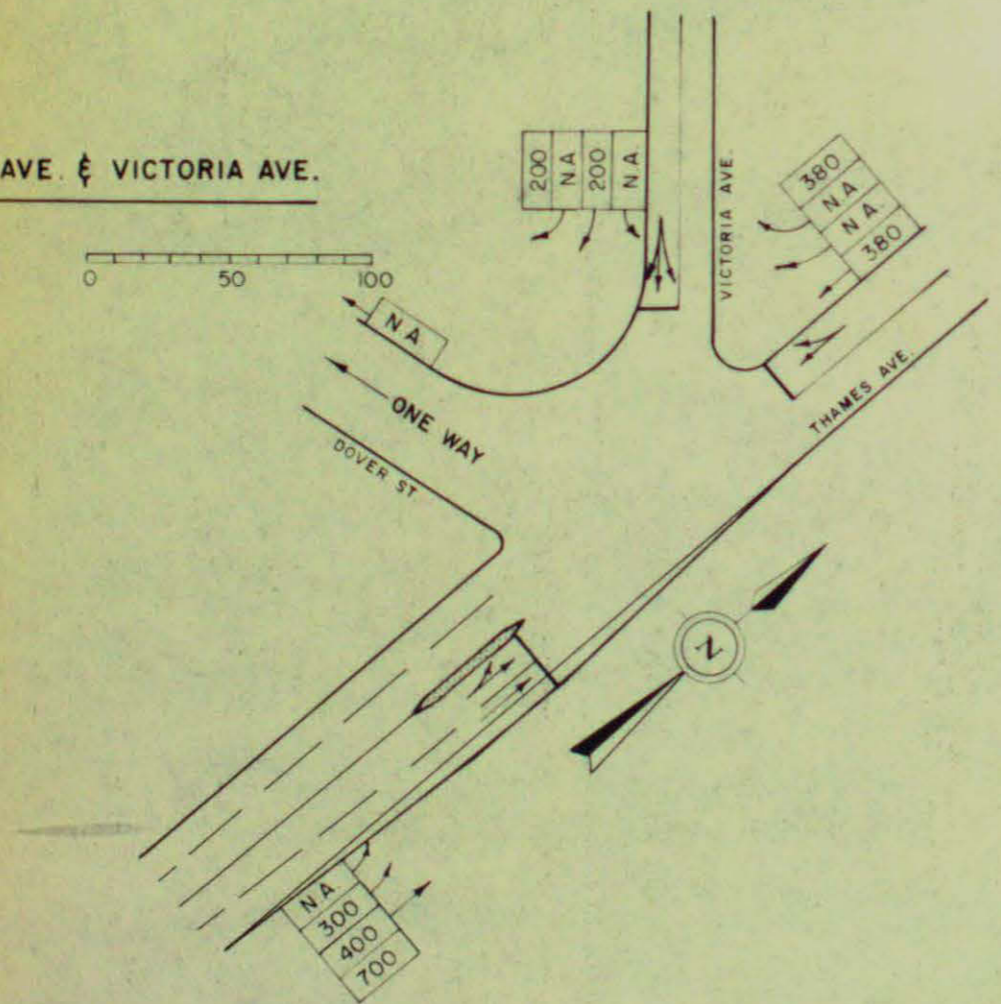 AVE. & VICTORIA AVE.
0 50 100
200 N.A 200 N.A.
VICTORIA AVE.
380
N.A
N.A.
380
N.A
ONE WAY
DOVER ST
THAMES AVE.
N
N.A.
300
400
700